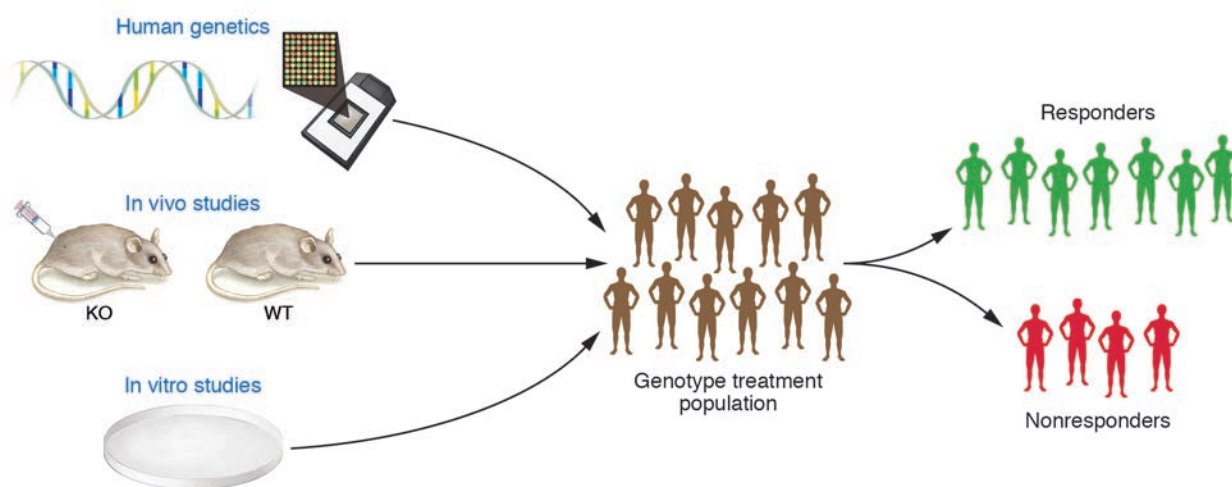 Human genetics
In vivo studies
KO
WT
In vitro studies
Genotype treatment
population
Responders
Nonresponders